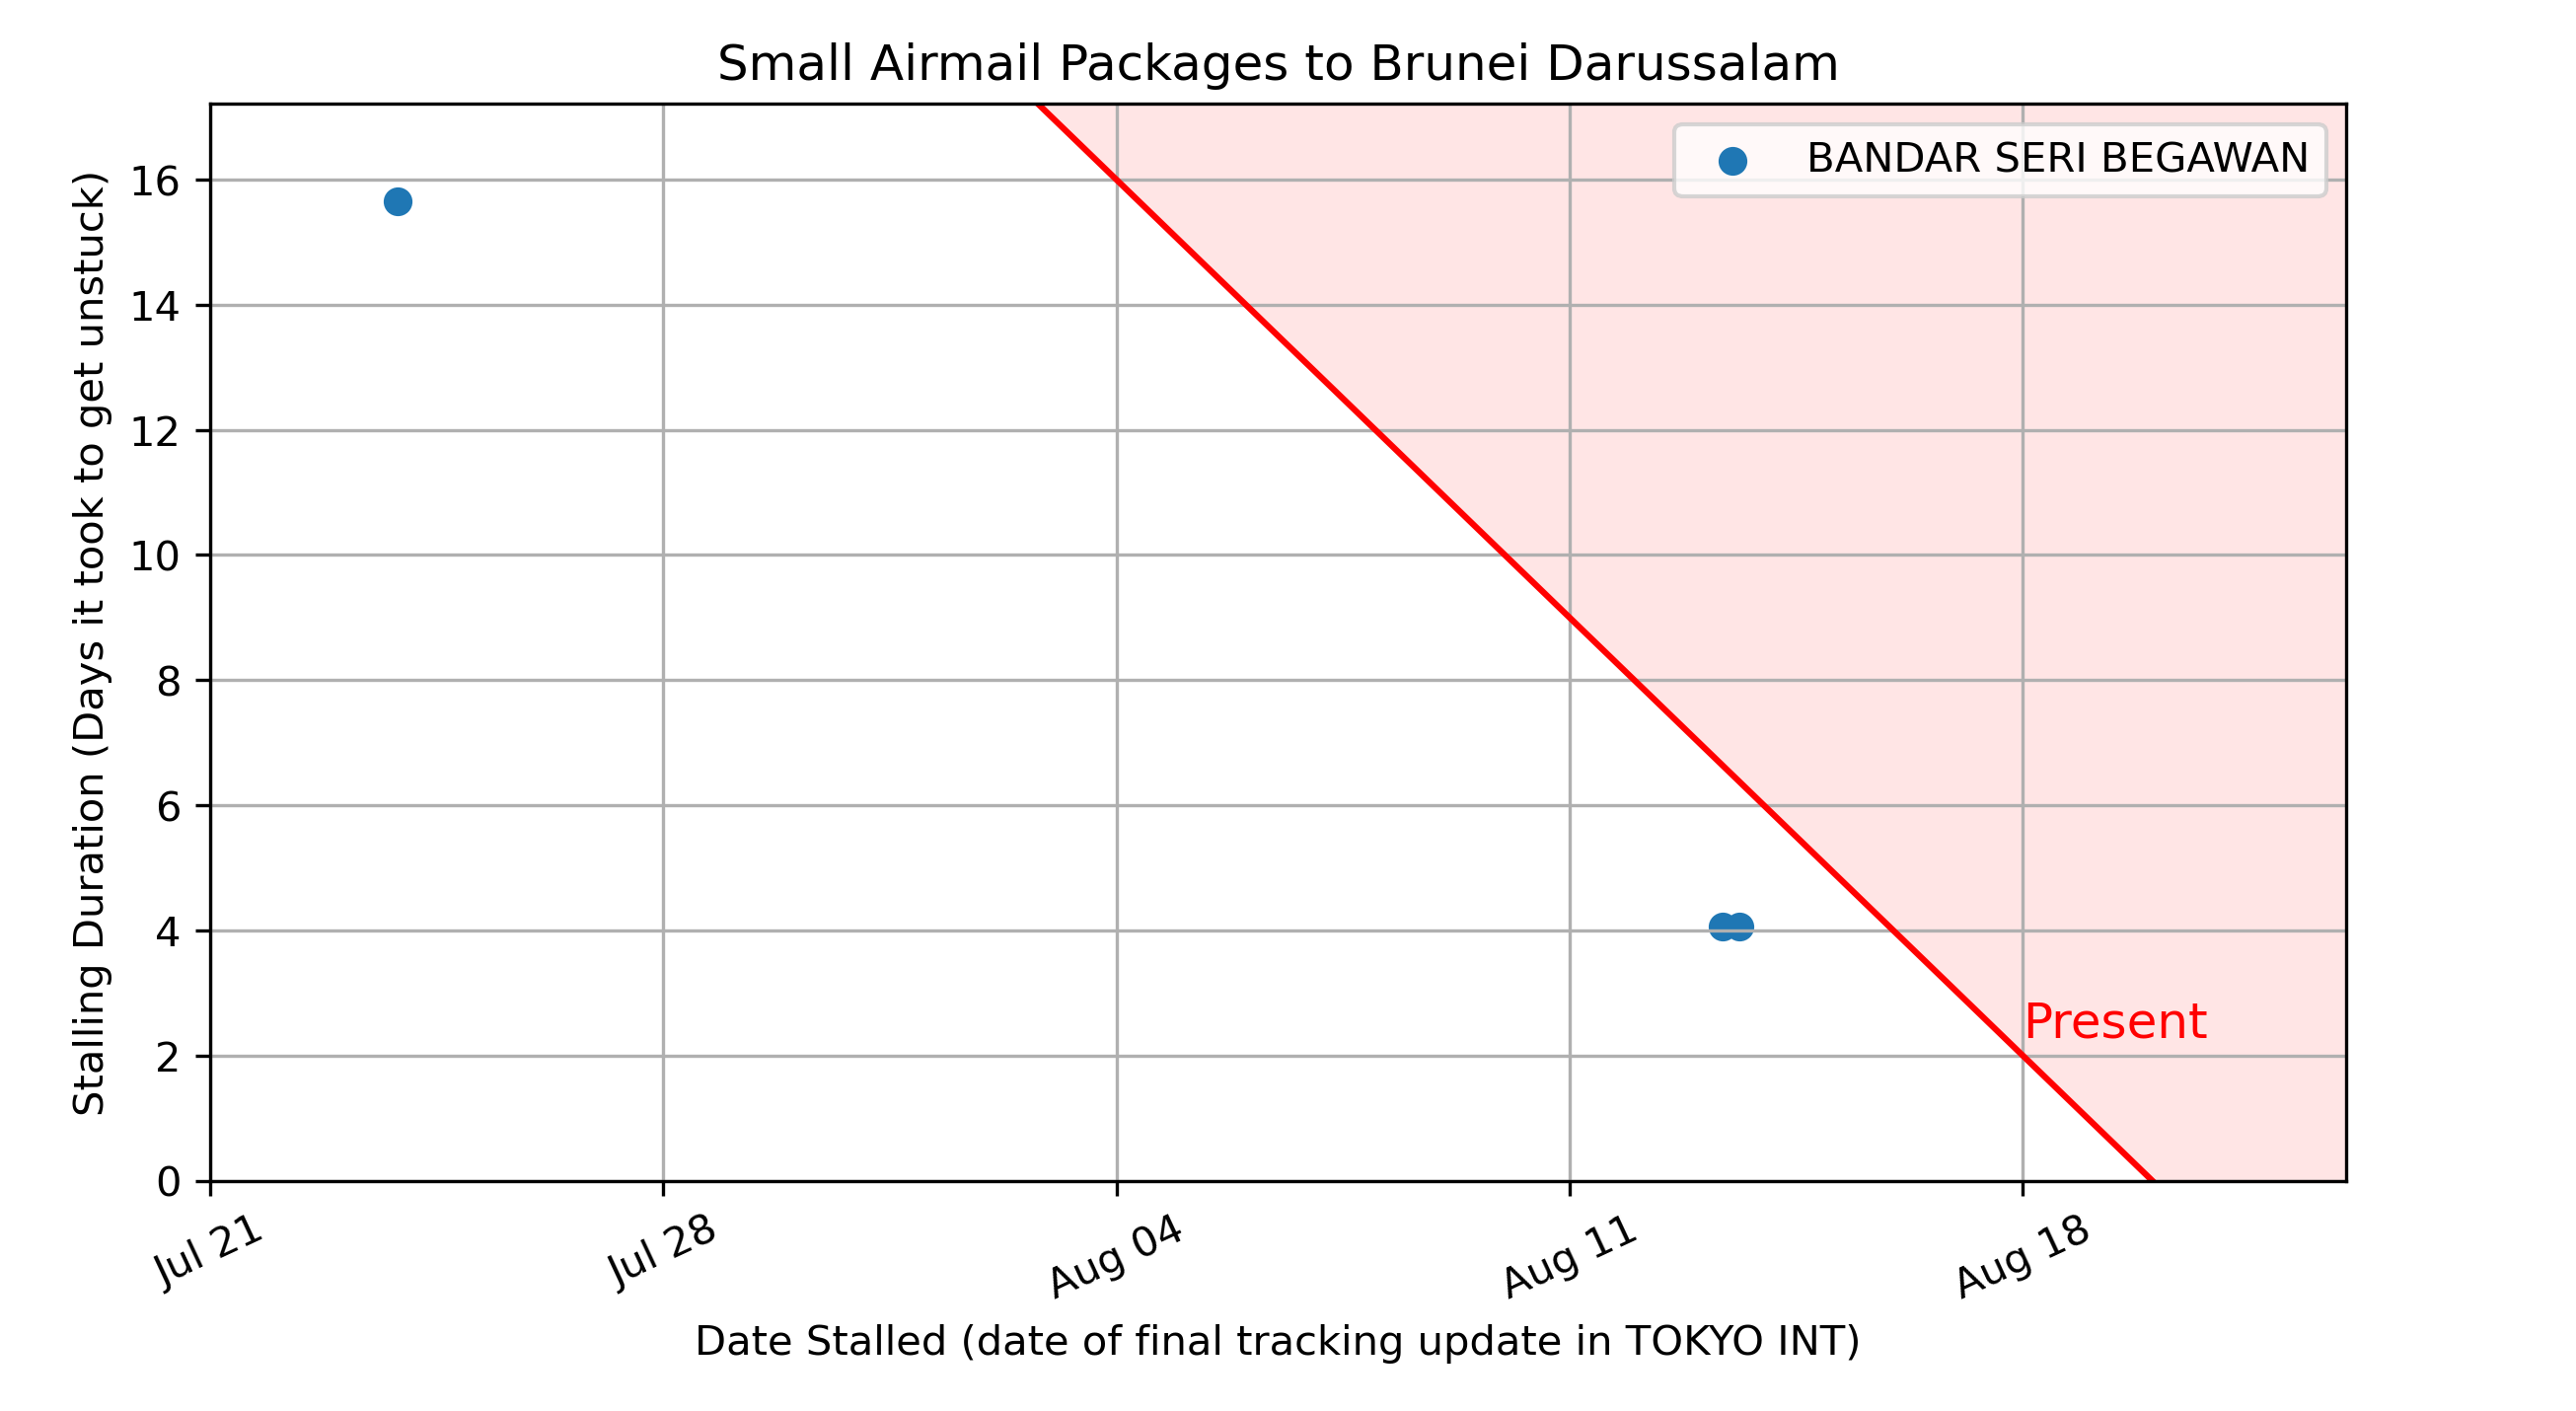 Small Airmail Packages to Brunei Darussalam
BANDAR SERI BEGAWAN
Stalling Duration (Days it took to get unstuck)
16
14
12
10
8
6
4
2
0
Present
Jul 21
Jul 28
Aug 04
Aug 11
Aug 18
Date Stalled (date of final tracking update in TOKYO INT)